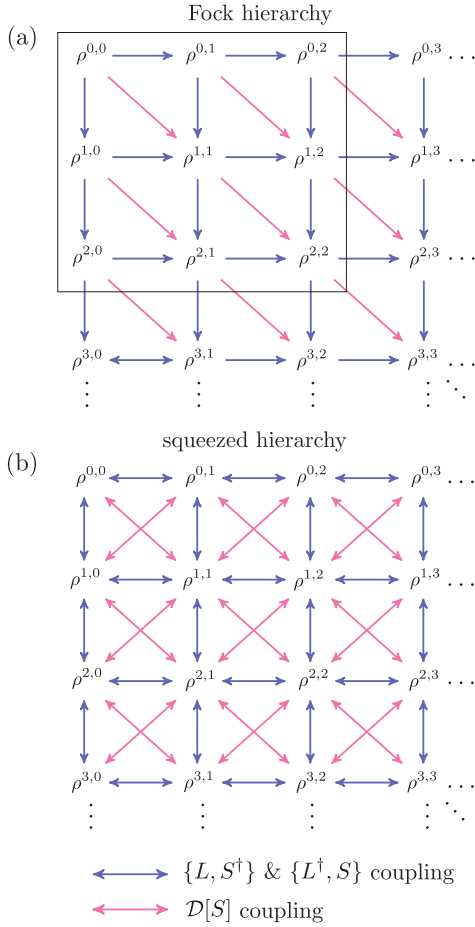 Fock hierarchy
(a)
ρ^{0,0} ρ^{0,1} ρ^{0,2} ρ^{0,3} ...
ρ^{1,0} ρ^{1,1} ρ^{1,2} ρ^{1,3} ...
ρ^{2,0} ρ^{2,1} ρ^{2,2} ρ^{2,3} ...
ρ^{3,0} ρ^{3,1} ρ^{3,2} ρ^{3,3} ...
⋮ ⋮ ⋮ ⋱
squeezed hierarchy
(b)
ρ^{0,0} ρ^{0,1} ρ^{0,2} ρ^{0,3} ...
ρ^{1,0} ρ^{1,1} ρ^{1,2} ρ^{1,3} ...
ρ^{2,0} ρ^{2,1} ρ^{2,2} ρ^{2,3} ...
ρ^{3,0} ρ^{3,1} ρ^{3,2} ρ^{3,3} ...
⋮ ⋮ ⋮ ⋱
{L, S†} & {L†, S} coupling
𝒟[S] coupling